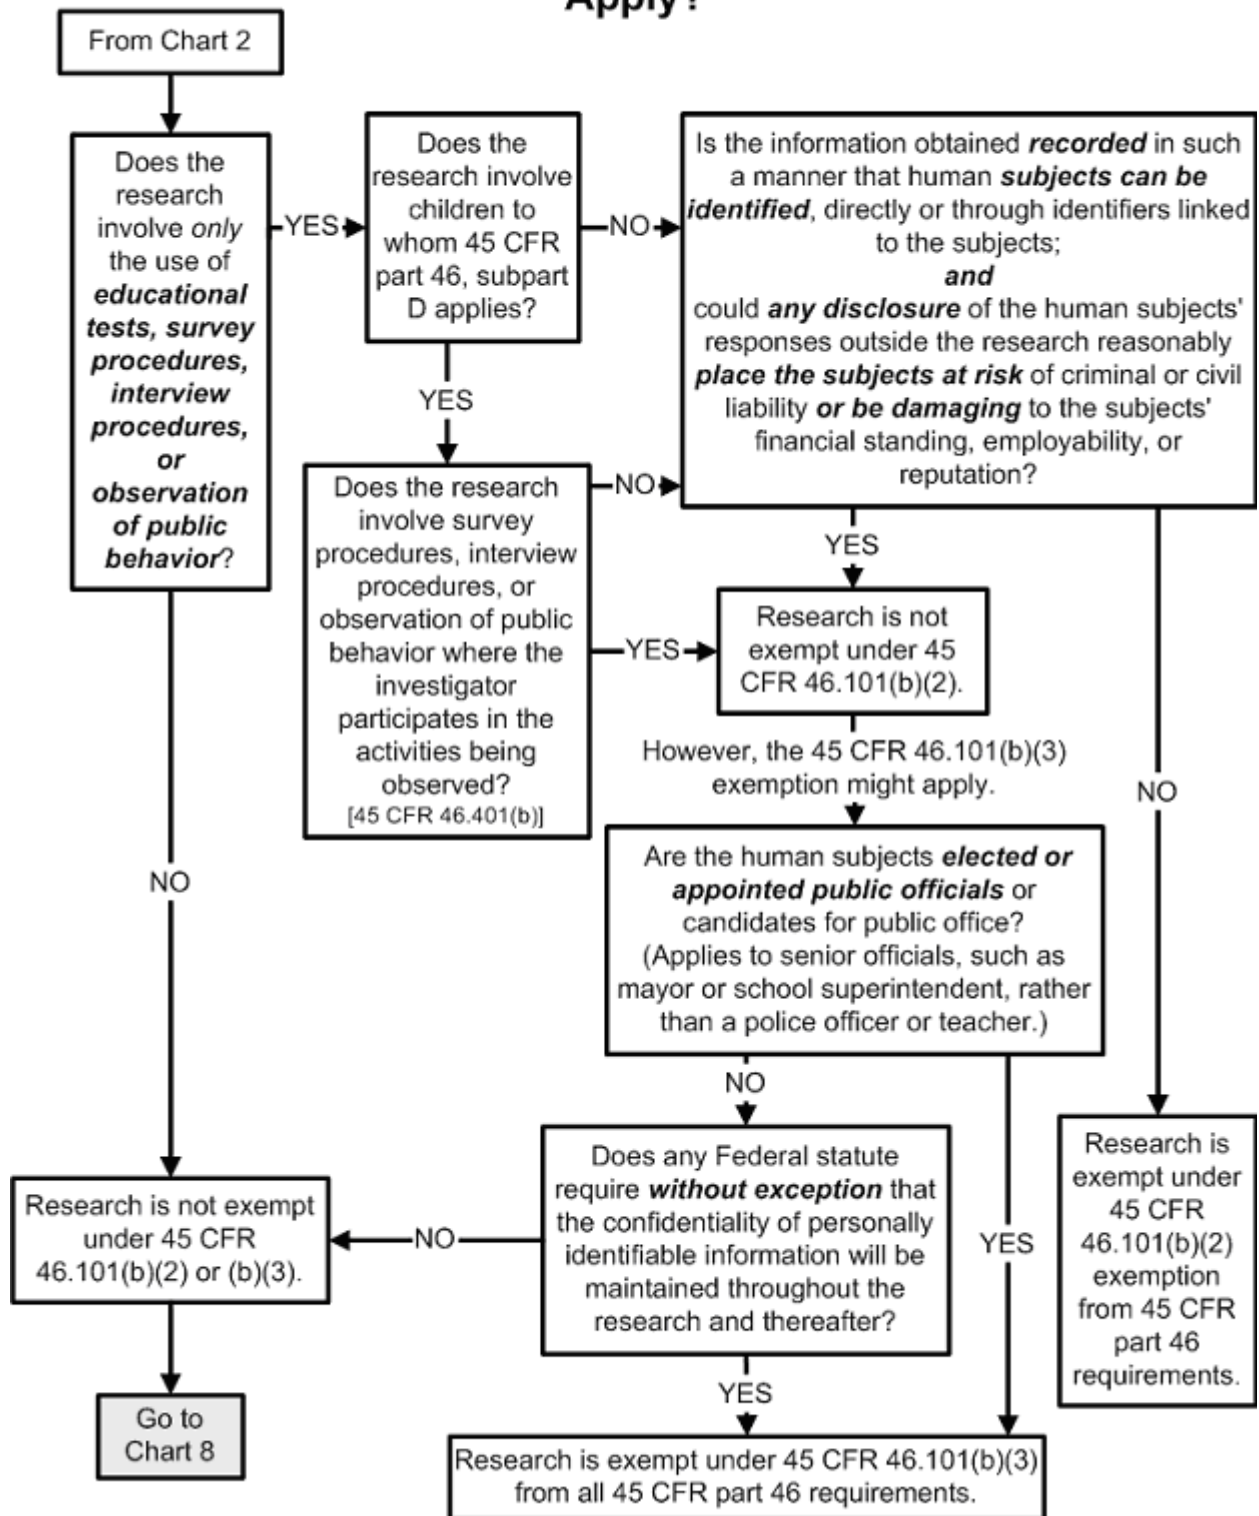 Apply?
From Chart 2
Does the
research
involve only
the use of
educational
tests, survey
procedures,
interview
procedures,
or
observation
of public
behavior?
YES
Does the
research involve
children to
whom 45 CFR
part 46, subpart
D applies?
NO
Is the information obtained recorded in such
a manner that human subjects can be
identified, directly or through identifiers linked
to the subjects;
and
could any disclosure of the human subjects'
responses outside the research reasonably
place the subjects at risk of criminal or civil
liability or be damaging to the subjects'
financial standing, employability, or
reputation?
YES
Does the research
involve survey
procedures, interview
procedures, or
observation of public
behavior where the
investigator
participates in the
activities being
observed?
[45 CFR 46.401(b)]
NO
YES
YES
Research is not
exempt under 45
CFR 46.101(b)(2).
However, the 45 CFR 46.101(b)(3)
exemption might apply.
NO
Are the human subjects elected or
appointed public officials or
candidates for public office?
(Applies to senior officials, such as
mayor or school superintendent, rather
than a police officer or teacher.)
NO
NO
YES
Does any Federal statute
require without exception that
the confidentiality of personally
identifiable information will be
maintained throughout the
research and thereafter?
NO
Research is not exempt
under 45 CFR
46.101(b)(2) or (b)(3).
Research is
exempt under
45 CFR
46.101(b)(2)
exemption
from 45 CFR
part 46
requirements.
YES
Go to
Chart 8
Research is exempt under 45 CFR 46.101(b)(3)
from all 45 CFR part 46 requirements.